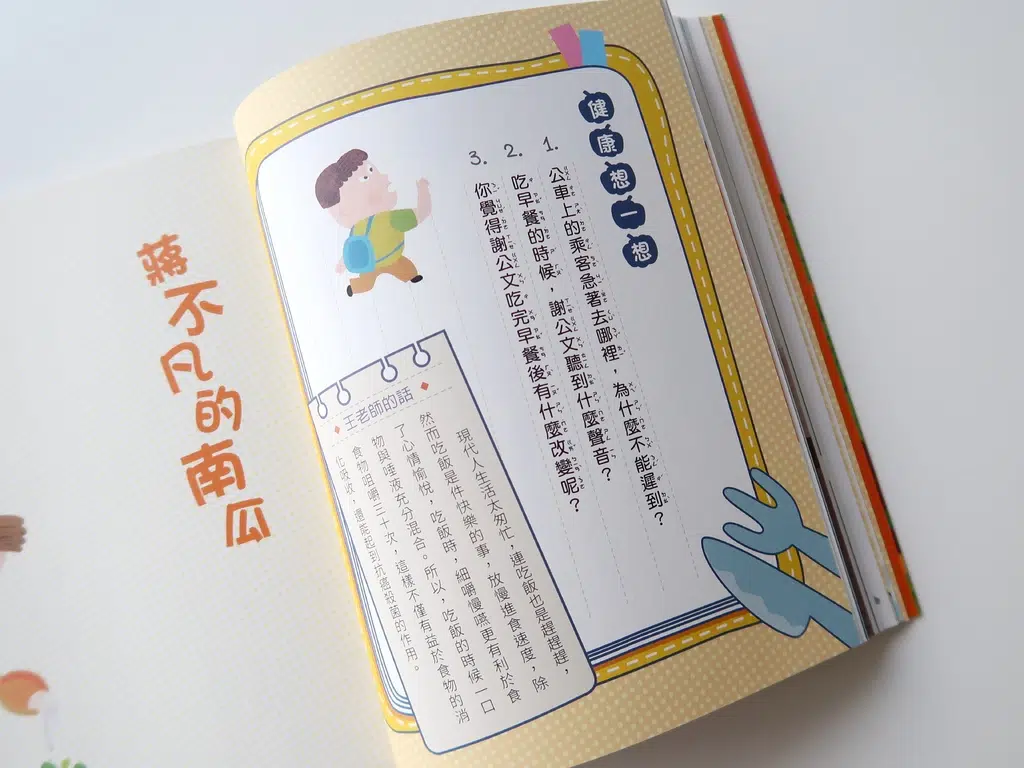 健康想一想
1. 公車上的乘客急著去哪裡，為什麼不能遲到？
2. 吃早餐的時候，謝公文聽到什麼聲音？
3. 你覺得謝公文吃完早餐後有什麼改變呢？
王老師的話
現代人生活太匆忙，連吃飯也是趕趕趕，
然而吃飯是件快樂的事，放慢進食速度，除
了心情愉悅，吃飯時，細嚼慢嚥更有利於食
物與唾液充分混合。所以，吃飯的時候一口
食物咀嚼三十次，這樣不僅有益於食物的消
化吸收，還能起到抗癌殺菌的作用。
蔣不凡的南瓜